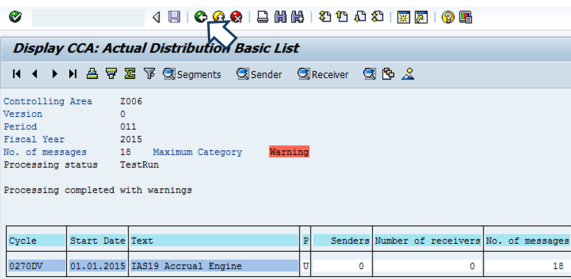 Display CCA: Actual Distribution Basic List
Segments Sender Receiver
Controlling Area Z006
Version 0
Period 011
Fiscal Year 2015
No. of messages 18 Maximum Category Warning
Processing status TestRun
Processing completed with warnings
Cycle Start Date Text P Senders Number of receivers No. of messages
0270DV 01.01.2015 IAS19 Accrual Engine U 0 0 18